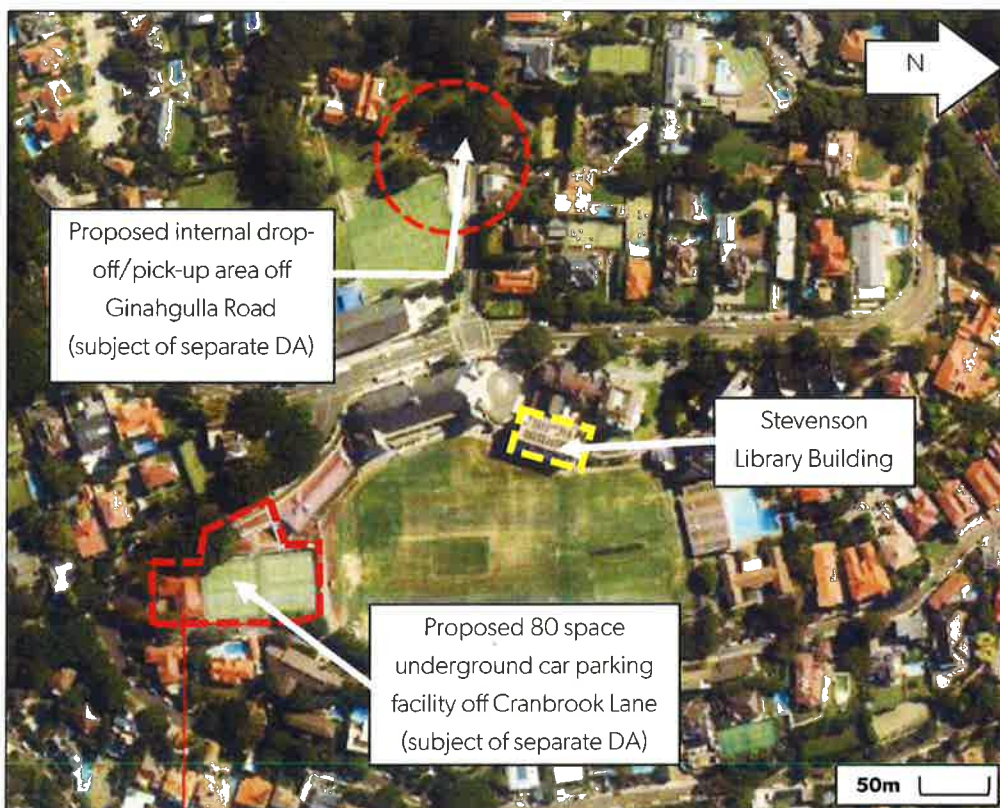 N
Proposed internal drop-
off/pick-up area off
Ginahgulla Road
(subject of separate DA)
Stevenson
Library Building
Proposed 80 space
underground car parking
facility off Cranbrook Lane
(subject of separate DA)
50m